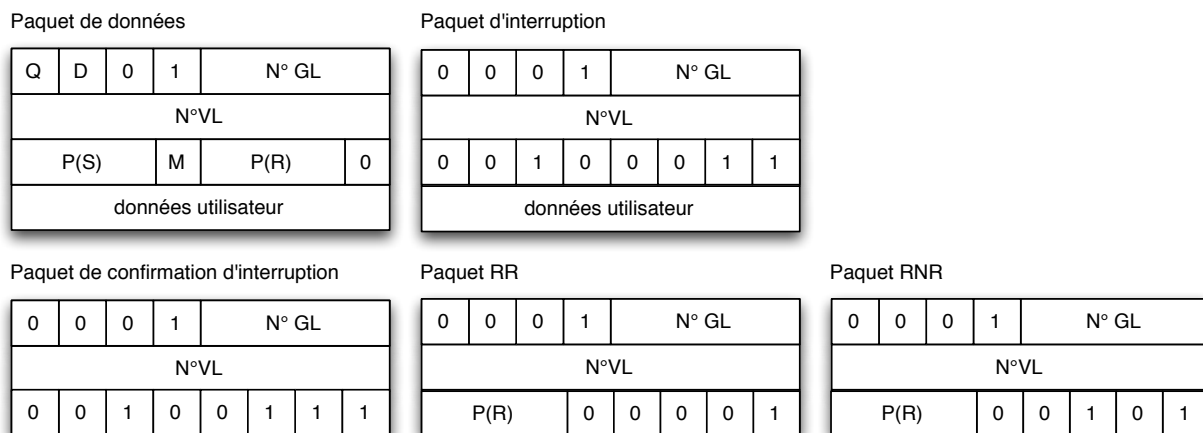 Paquet de données
Q D 0 1 N° GL
N°VL
P(S) M P(R) 0
données utilisateur
Paquet d'interruption
0 0 0 1 N° GL
N°VL
0 0 1 0 0 0 1 1
données utilisateur
Paquet de confirmation d'interruption
0 0 0 1 N° GL
N°VL
0 0 1 0 0 1 1 1
Paquet RR
0 0 0 1 N° GL
N°VL
P(R) 0 0 0 0 1
Paquet RNR
0 0 0 1 N° GL
N°VL
P(R) 0 0 1 0 1